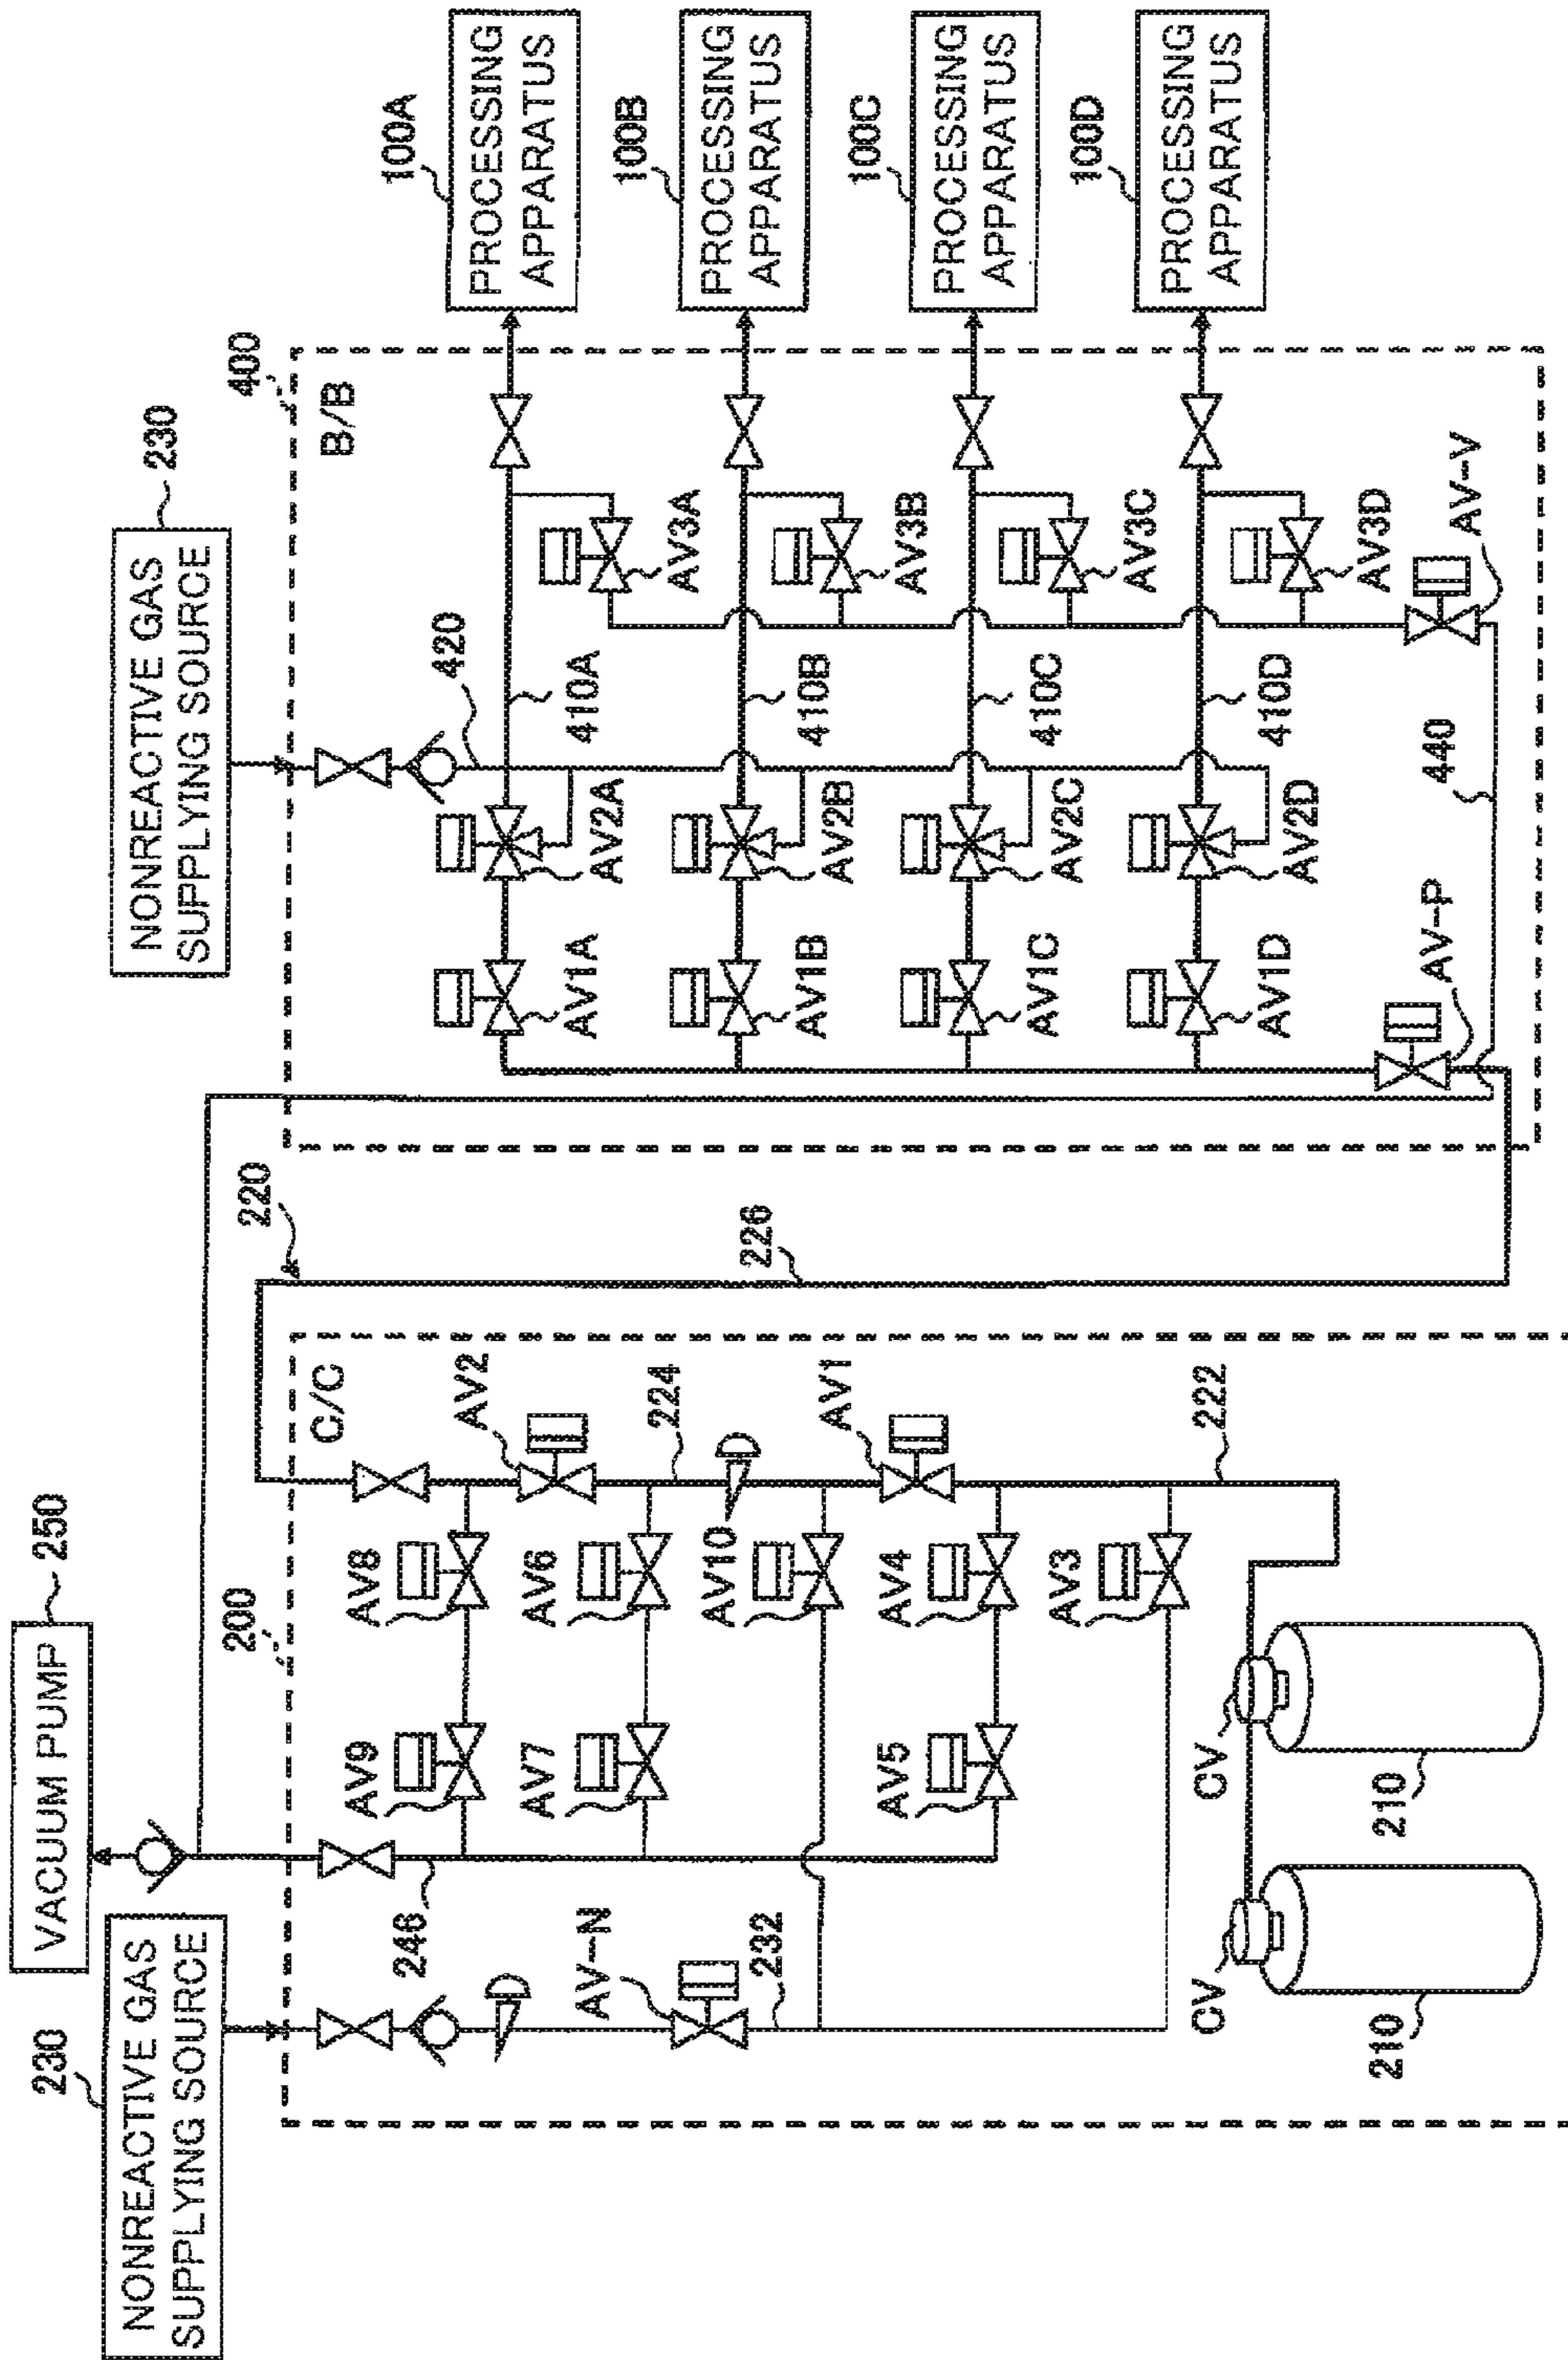 230
NONREACTIVE GAS
SUPPLYING SOURCE
VACUUM PUMP
250
200
G/C
246
AV-N
232
AV9
AV8
AV2
AV7
AV6
224
AV10
AV5
AV4
AV1
AV3
222
CV
CV
210
210
220
226
NONREACTIVE GAS
SUPPLYING SOURCE
230
400
B/B
420
AV1A
AV2A
410A
AV3A
AV1B
AV2B
410B
AV3B
AV1C
AV2C
410C
AV3C
AV1D
AV2D
410D
AV3D
AV-P
440
AV-V
100A
PROCESSING
APPARATUS
100B
PROCESSING
APPARATUS
100C
PROCESSING
APPARATUS
100D
PROCESSING
APPARATUS